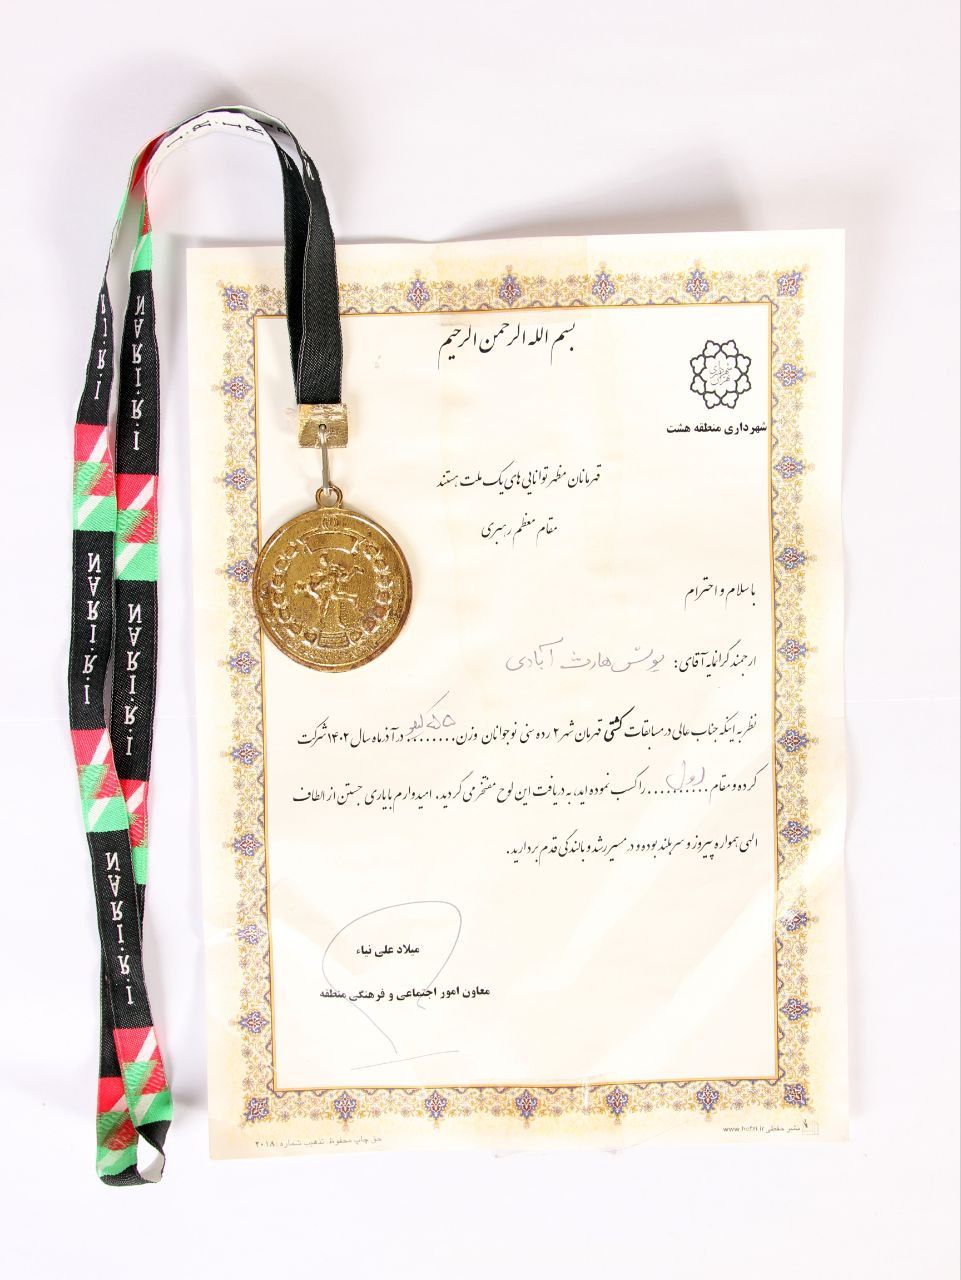 بسم الله الرحمن الرحیم
شهرداری منطقه هشت
قهرمانان مظهر توانایی های یک ملت هستند
مقام معظم رهبری
با سلام و احترام
ارجمند گرانمایه آقای: هارث آبادی
نظر به اینکه جناب عالی در مسابقات کشتی قهرمان شهر ۲ رده سنی نوجوانان وزن ۵۵ کیلو در آذر ماه سال ۱۴۰۲ شرکت
کرده و مقام اول را کسب نموده اید، به دریافت این لوح مفتخر می گردید. امیدوارم با یاری جستن از الطاف
الهی همواره پیروز و سربلند بوده و در مسیر رشد و بالندگی قدم بردارید.
میلاد علی نیاء
معاون امور اجتماعی و فرهنگی منطقه
نشر حفظی www.hefzi.ir
حق چاپ محفوظ. تذهیب شماره: ۲۰۱۸
I.R.IRAN
I.R.IRAN
I.R.IRAN
I.R.IRAN
I.R.I